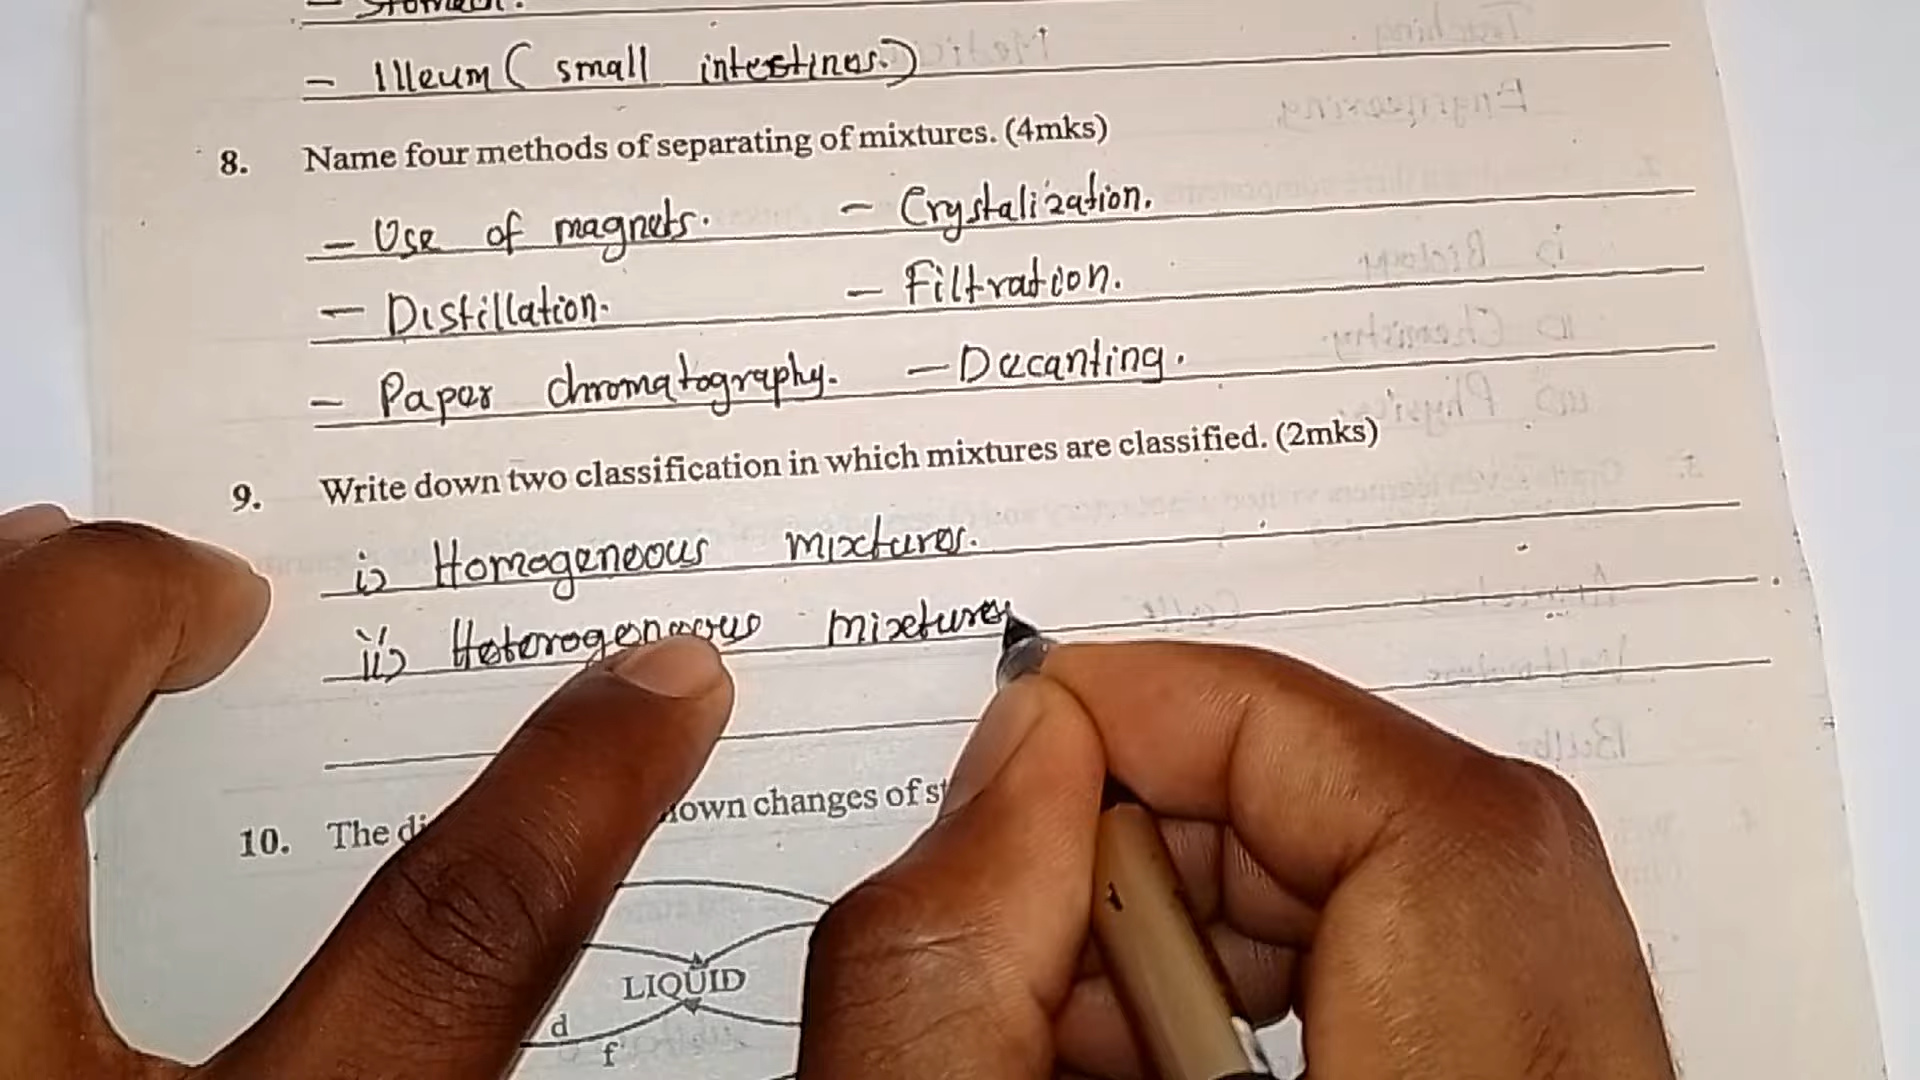 - Stomach.
- Illeum ( small intestines.)
8. Name four methods of separating of mixtures. (4mks)
- Use of magnets. - Crystalization.
- Distillation. - Filtration.
- Paper chromatography. - Decanting.
9. Write down two classification in which mixtures are classified. (2mks)
i) Homogeneous mixtures.
ii) Heterogeneous mixtures
10. The own changes of
LIQUID
d
f